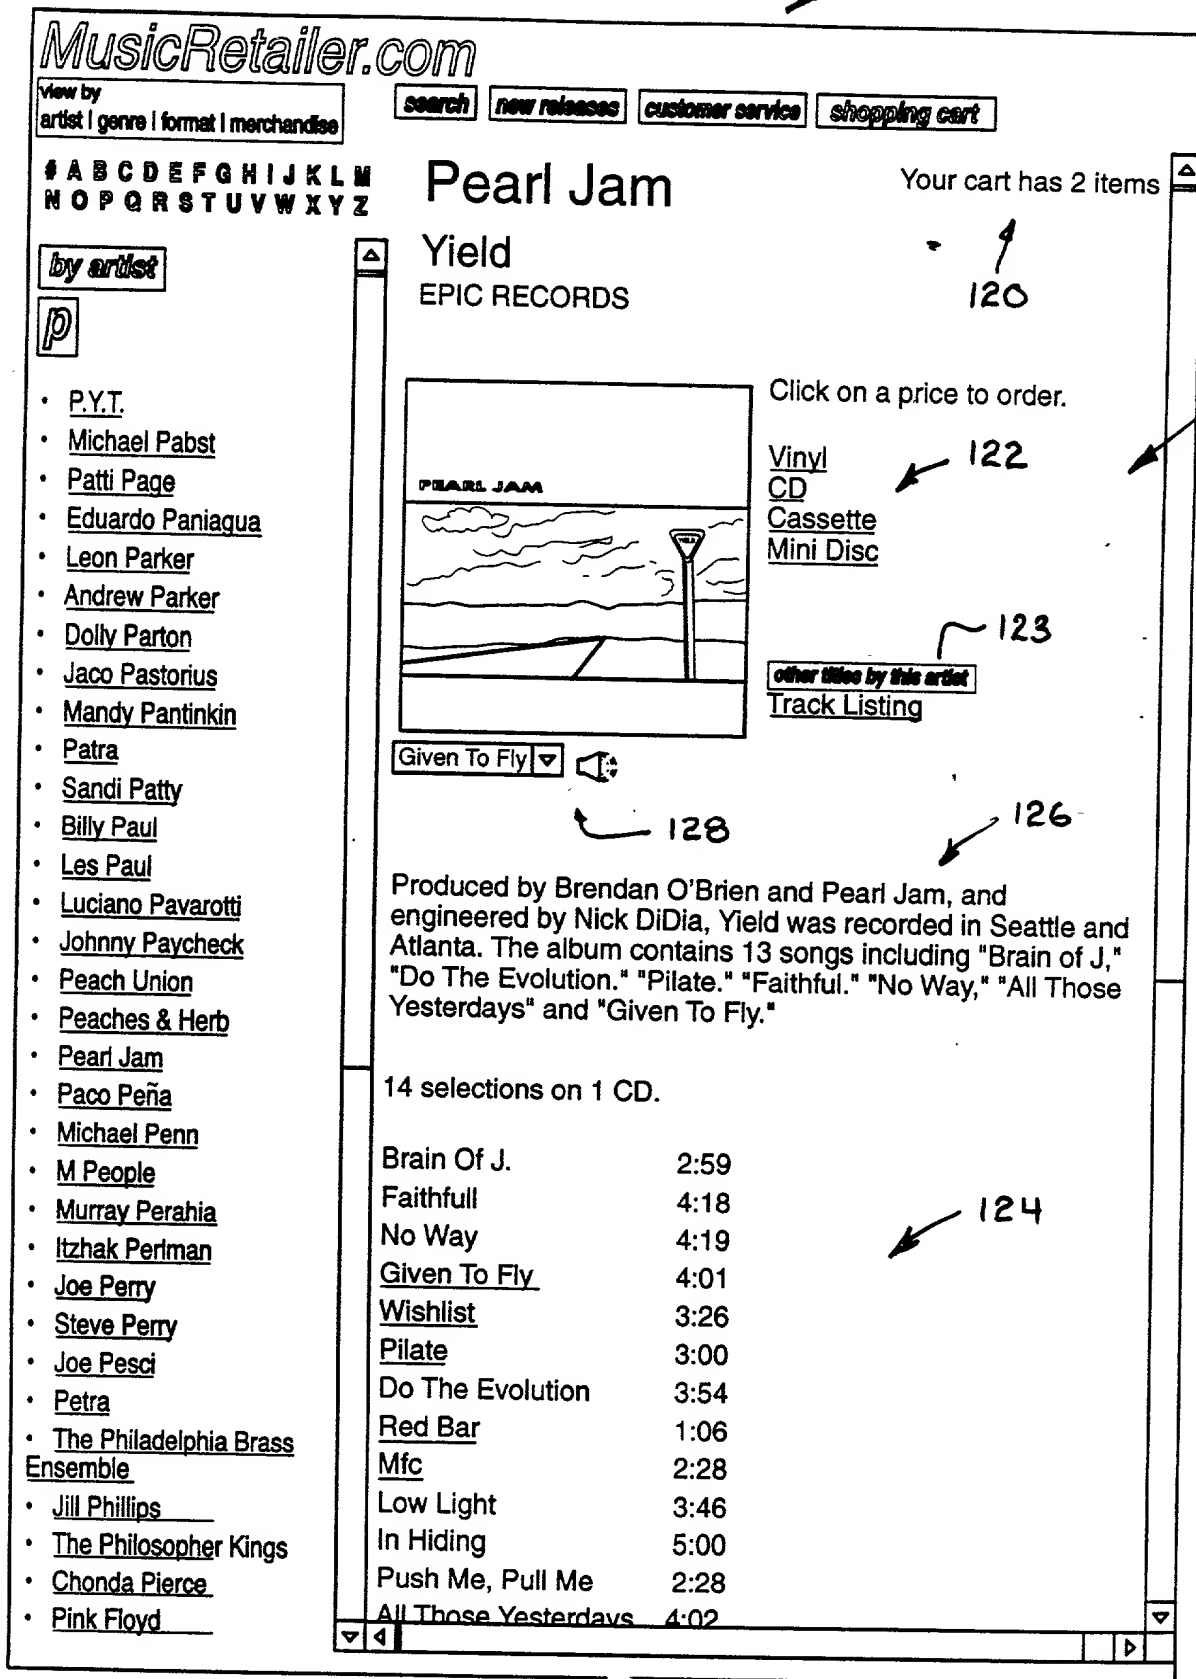 MusicRetailer.com
view by
artist | genre | format | merchandise
search new releases customer service shopping cart
# A B C D E F G H I J K L M
N O P Q R S T U V W X Y Z
by artist
p
• P.Y.T.
• Michael Pabst
• Patti Page
• Eduardo Paniagua
• Leon Parker
• Andrew Parker
• Dolly Parton
• Jaco Pastorius
• Mandy Pantinkin
• Patra
• Sandi Patty
• Billy Paul
• Les Paul
• Luciano Pavarotti
• Johnny Paycheck
• Peach Union
• Peaches & Herb
• Pearl Jam
• Paco Peña
• Michael Penn
• M People
• Murray Perahia
• Itzhak Perlman
• Joe Perry
• Steve Perry
• Joe Pesci
• Petra
• The Philadelphia Brass
Ensemble
• Jill Phillips
• The Philosopher Kings
• Chonda Pierce
• Pink Floyd
Pearl Jam
Your cart has 2 items
120
Yield
EPIC RECORDS
PEARL JAM
YIELD
Click on a price to order.
Vinyl
122
CD
Cassette
Mini Disc
123
other titles by this artist
Track Listing
Given To Fly
128
126
Produced by Brendan O'Brien and Pearl Jam, and
engineered by Nick DiDia, Yield was recorded in Seattle and
Atlanta. The album contains 13 songs including "Brain of J,"
"Do The Evolution." "Pilate." "Faithful." "No Way," "All Those
Yesterdays" and "Given To Fly."
14 selections on 1 CD.
Brain Of J. 2:59
Faithfull 4:18
124
No Way 4:19
Given To Fly 4:01
Wishlist 3:26
Pilate 3:00
Do The Evolution 3:54
Red Bar 1:06
Mfc 2:28
Low Light 3:46
In Hiding 5:00
Push Me, Pull Me 2:28
All Those Yesterdays 4:02